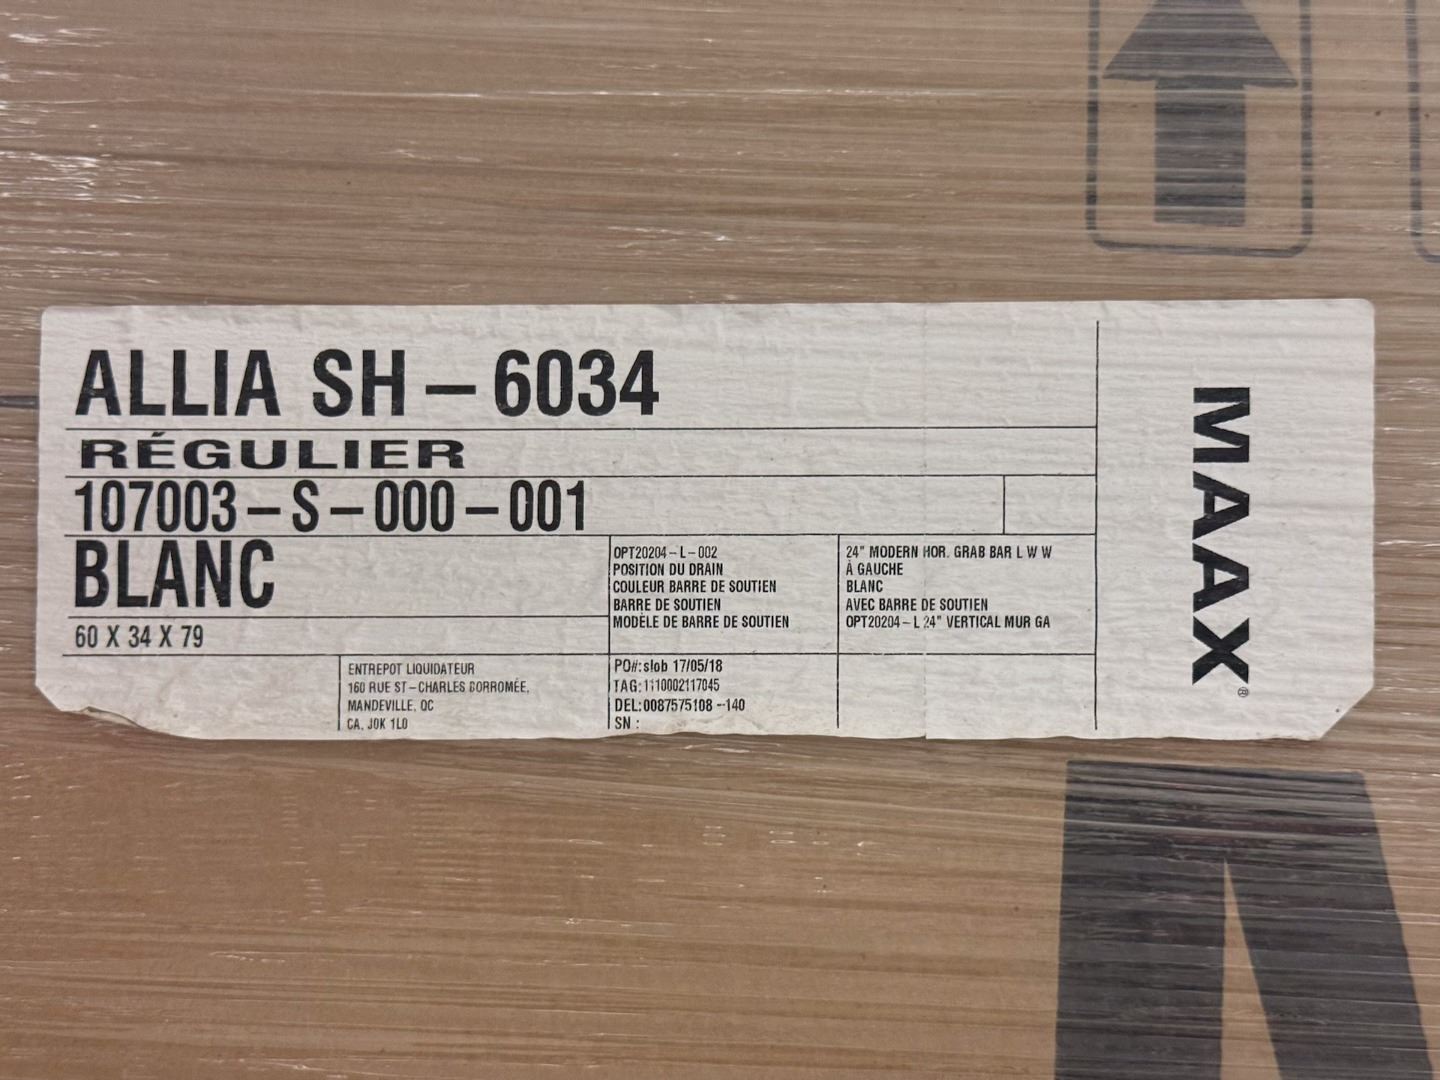 ALLIA SH – 6034
RÉGULIER
107003 – S – 000 – 001
BLANC
60 X 34 X 79
OPT20204 – L – 002
POSITION DU DRAIN
COULEUR BARRE DE SOUTIEN
BARRE DE SOUTIEN
MODÈLE DE BARRE DE SOUTIEN
24" MODERN HOR. GRAB BAR L W W
À GAUCHE
BLANC
AVEC BARRE DE SOUTIEN
OPT20204 – L 24" VERTICAL MUR GA
ENTREPOT LIQUIDATEUR
160 RUE ST – CHARLES BORROMÉE,
MANDEVILLE, QC
CA, J0K 1L0
PO#: slob 17/05/18
TAG: 1110002117045
DEL: 0087575108 --140
SN :
MAAX®